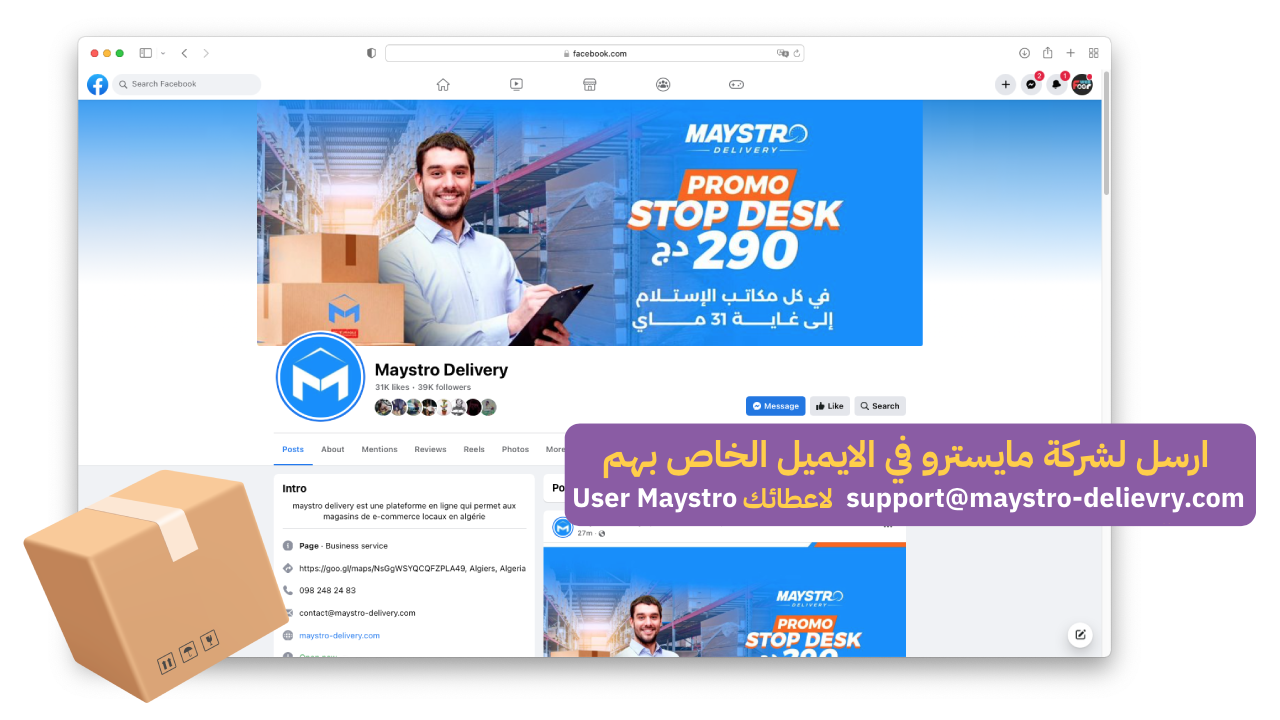 facebook.com
Search Facebook
2
1
MAYSTRO
DELIVERY
PROMO
STOP DESK
290 دج
في كل مكاتب الإستلام
إلى غاية 31 ماي
Maystro Delivery
31K likes • 39K followers
Message
Like
Search
Posts
About
Mentions
Reviews
Reels
Photos
More
ارسل لشركة مايسترو في الايميل الخاص بهم
support@maystro-delievry.com لاعطائك User Maystro
Intro
maystro delivery est une plateforme en ligne qui permet aux
magasins de e-commerce locaux en algérie
Page · Business service
https://goo.gl/maps/NsGgWSYQCQFZPLA49, Algiers, Algeria
098 248 24 83
contact@maystro-delivery.com
maystro-delivery.com
Open now
Po
27m ·
MAYSTRO
DELIVERY
PROMO
STOP DESK
290 دج